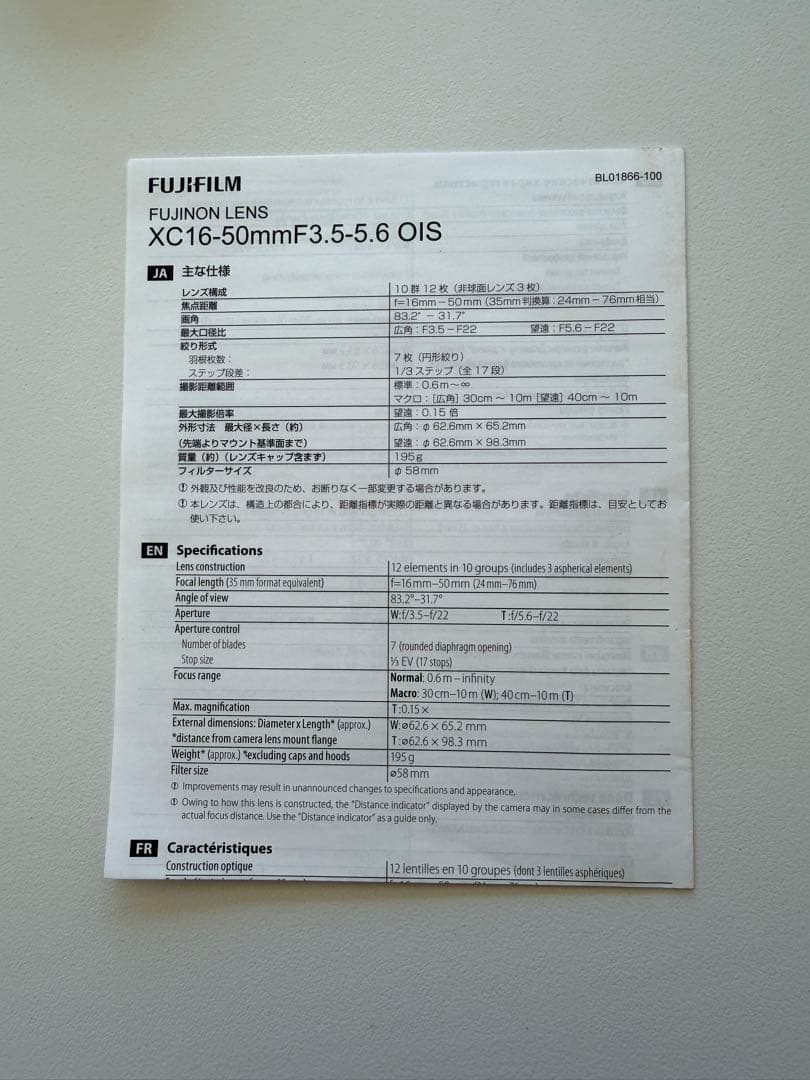 FUJIFILM
BL01866-100
FUJINON LENS
XC16-50mmF3.5-5.6 OIS
JA 主な仕様
レンズ構成 10群12枚（非球面レンズ3枚）
焦点距離 f=16mm－50mm（35mm判換算：24mm－76mm相当）
画角 83.2°－31.7°
最大口径比 広角：F3.5－F22 望遠：F5.6－F22
絞り形式
羽根枚数： 7枚（円形絞り）
ステップ段差： 1/3ステップ（全17段）
撮影距離範囲 標準：0.6m～∞
マクロ：[広角] 30cm ～ 10m [望遠] 40cm ～ 10m
最大撮影倍率 望遠：0.15倍
外形寸法　最大径×長さ（約） 広角：φ62.6mm×65.2mm
（先端よりマウント基準面まで） 望遠：φ62.6mm×98.3mm
質量（約）（レンズキャップ含まず） 195g
フィルターサイズ φ58mm
① 外観及び性能を改良のため、お断りなく一部変更する場合があります。
① 本レンズは、構造上の都合により、距離指標が実際の距離と異なる場合があります。距離指標は、目安としてお
使い下さい。
EN Specifications
Lens construction 12 elements in 10 groups (includes 3 aspherical elements)
Focal length (35 mm format equivalent) f=16mm–50mm (24mm–76mm)
Angle of view 83.2°–31.7°
Aperture W:f/3.5–f/22 T:f/5.6–f/22
Aperture control
Number of blades 7 (rounded diaphragm opening)
Stop size ⅓ EV (17 stops)
Focus range Normal: 0.6m – infinity
Macro: 30cm–10m (W); 40cm–10m (T)
Max. magnification T:0.15×
External dimensions: Diameter x Length* (approx.) W:ø62.6 × 65.2 mm
*distance from camera lens mount flange T:ø62.6 × 98.3 mm
Weight* (approx.) *excluding caps and hoods 195g
Filter size ø58mm
① Improvements may result in unannounced changes to specifications and appearance.
① Owing to how this lens is constructed, the "Distance indicator" displayed by the camera may in some cases differ from the
actual focus distance. Use the "Distance indicator" as a guide only.
FR Caractéristiques
Construction optique 12 lentilles en 10 groupes (dont 3 lentilles asphériques)